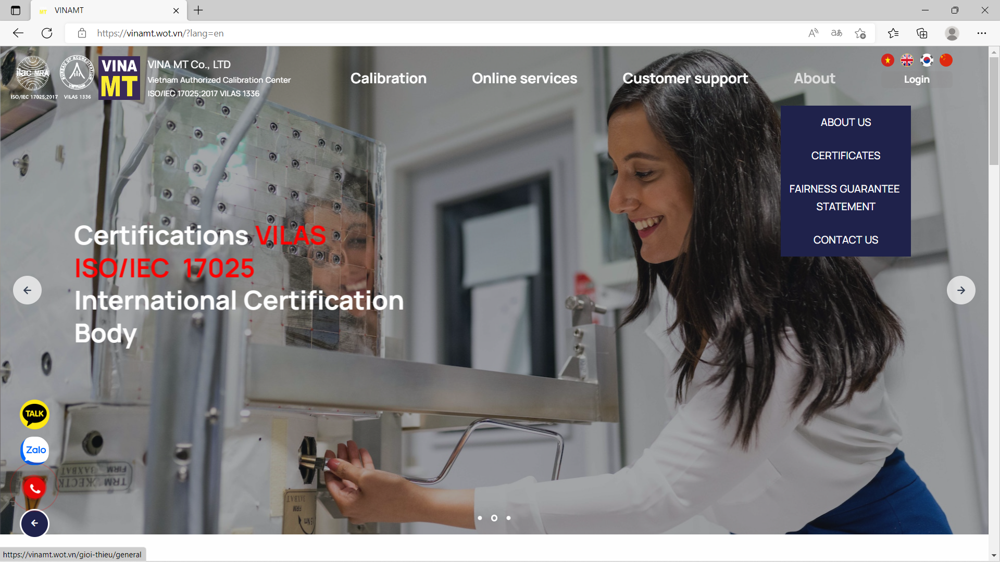 VINAMT
https://vinamt.wot.vn/?lang=en
ilac-MRA
ISO/IEC 17025:2017
BUREAU OF ACCREDITATION
VIETNAM
VILAS 1336
VINA
MT
VINA MT Co., LTD
Vietnam Authorized Calibration Center
ISO/IEC 17025:2017 VILAS 1336
Calibration
Online services
Customer support
About
Login
ABOUT US
CERTIFICATES
FAIRNESS GUARANTEE
STATEMENT
CONTACT US
Certifications VILAS
ISO/IEC 17025
International Certification
Body
TALK
Zalo
https://vinamt.wot.vn/gioi-thieu/general